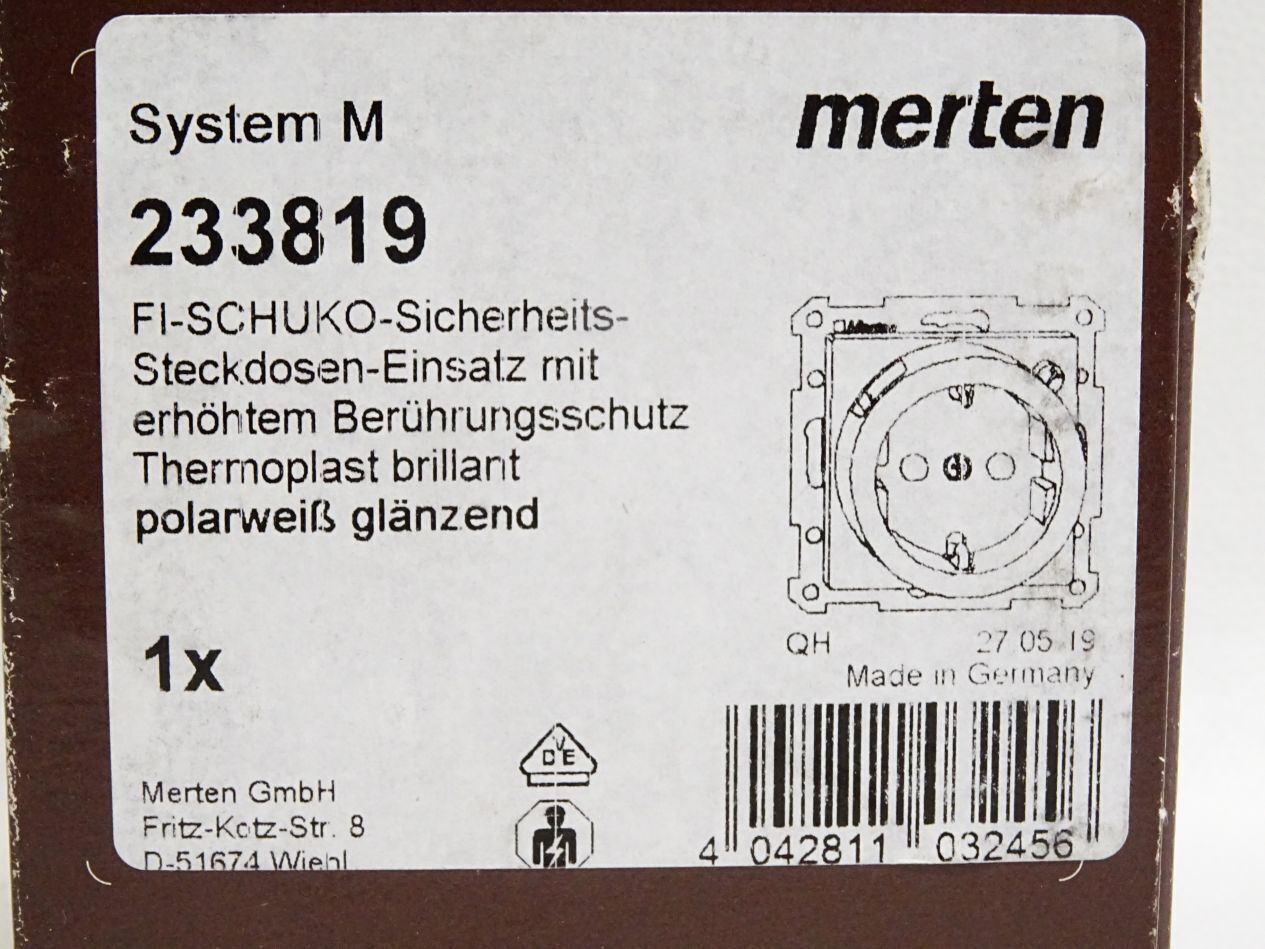 System M
merten
233819
FI-SCHUKO-Sicherheits-
Steckdosen-Einsatz mit
erhöhtem Berührungsschutz
Thermoplast brillant
polarweiß glänzend
1x
QH 27 05 19
Made in Germany
VDE
Merten GmbH
Fritz-Kotz-Str. 8
D-51674 Wiehl
4 042811 032456